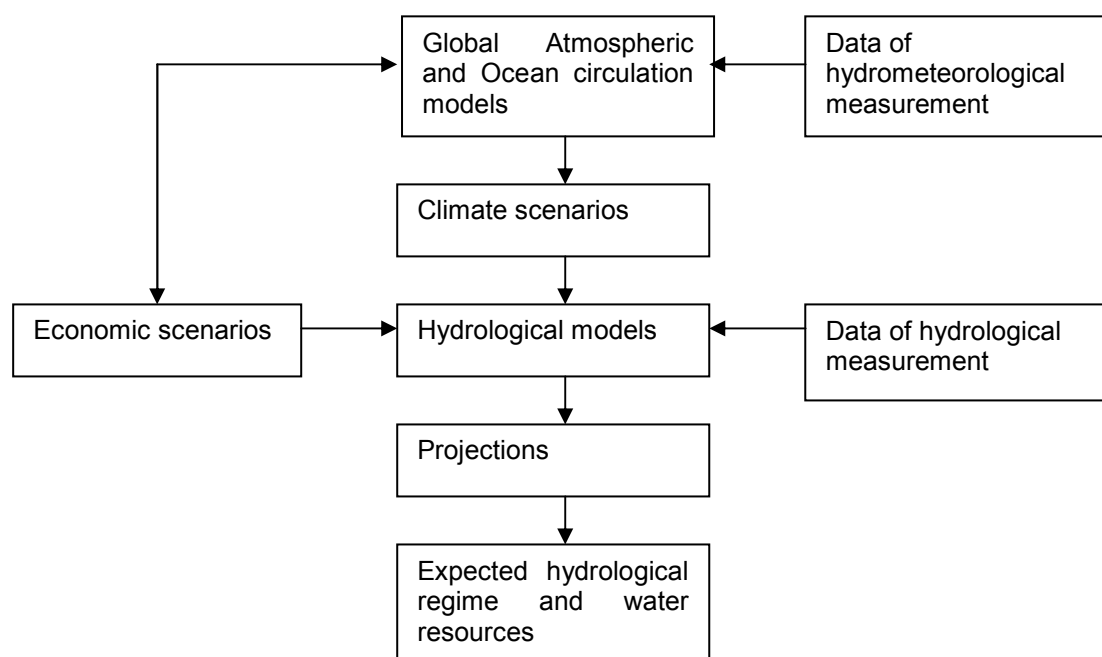 Global Atmospheric
and Ocean circulation
models
Data of
hydrometeorological
measurement
Climate scenarios
Economic scenarios
Hydrological models
Data of hydrological
measurement
Projections
Expected hydrological
regime and water
resources